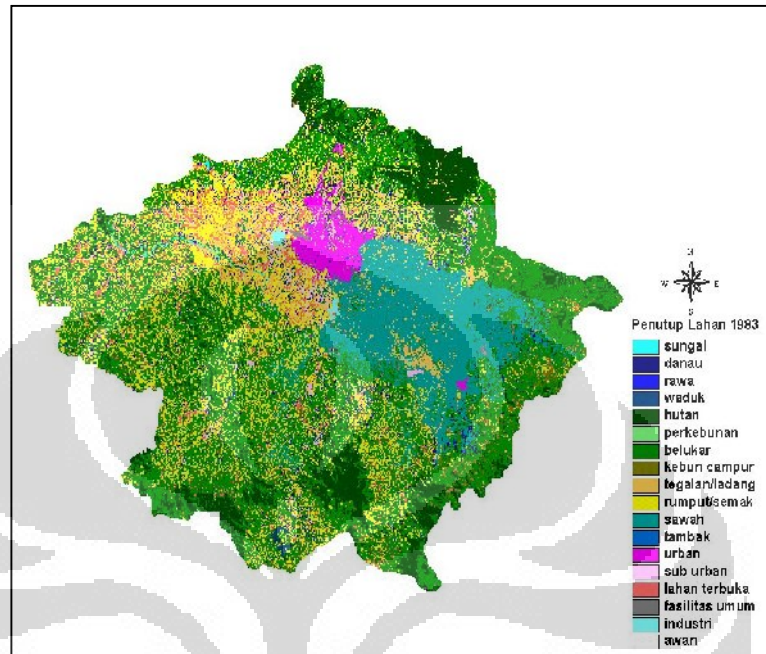 W E
S
Penutup Lahan 1983
sungai
danau
rawa
waduk
hutan
perkebunan
belukar
kebun campur
tegalan/ladang
rumput/semak
sawah
tambak
urban
sub urban
lahan terbuka
fasilitas umum
industri
awan